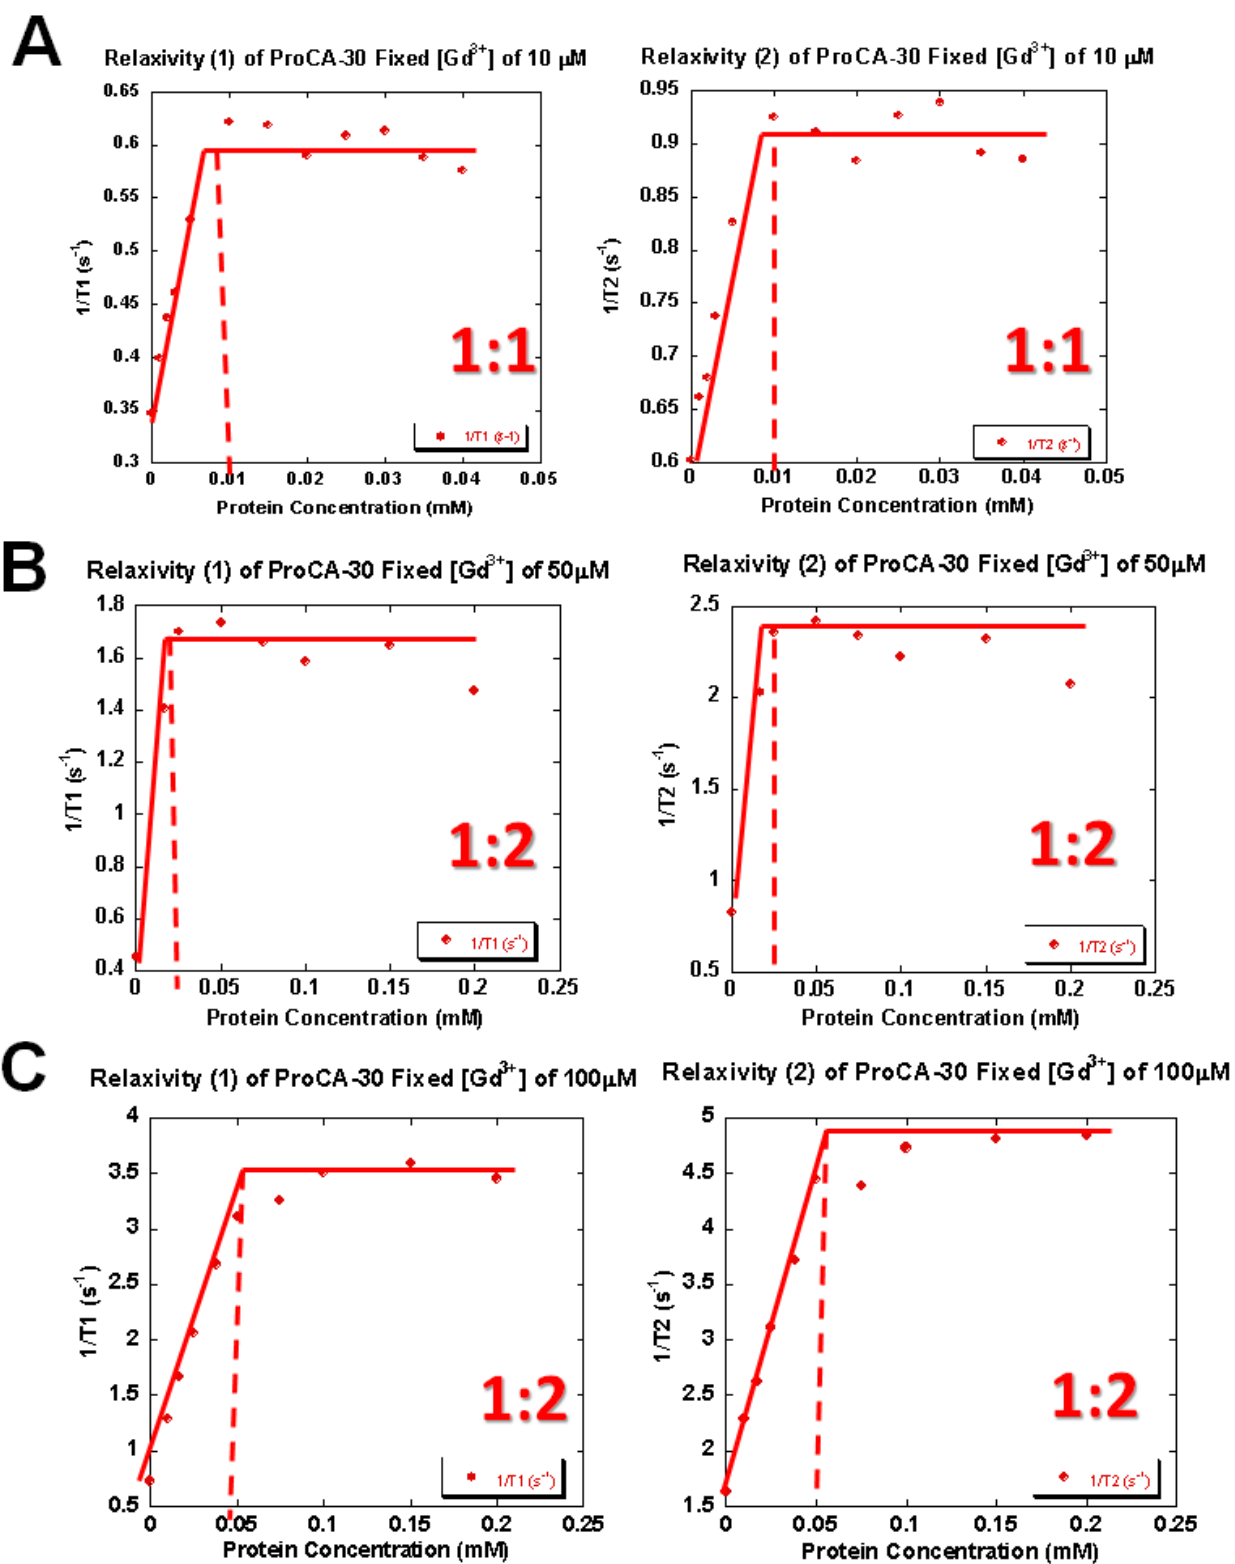 A
Relaxivity (1) of ProCA-30 Fixed [Gd³⁺] of 10 µM
0.65
0.6
0.55
0.5
0.45
0.4
0.35
0.3
1/T1 (s⁻¹)
1:1
1/T1 (s-1)
0 0.01 0.02 0.03 0.04 0.05
Protein Concentration (mM)
Relaxivity (2) of ProCA-30 Fixed [Gd³⁺] of 10 µM
0.95
0.9
0.85
0.8
0.75
0.7
0.65
0.6
1/T2 (s⁻¹)
1:1
1/T2 (s⁻¹)
0 0.01 0.02 0.03 0.04 0.05
Protein Concentration (mM)
B
Relaxivity (1) of ProCA-30 Fixed [Gd³⁺] of 50µM
1.8
1.6
1.4
1.2
1
0.8
0.6
0.4
1/T1 (s⁻¹)
1:2
1/T1 (s⁻¹)
0 0.05 0.1 0.15 0.2 0.25
Protein Concentration (mM)
Relaxivity (2) of ProCA-30 Fixed [Gd³⁺] of 50µM
2.5
2
1.5
1
0.5
1/T2 (s⁻¹)
1:2
1/T2 (s⁻¹)
0 0.05 0.1 0.15 0.2 0.25
Protein Concentration (mM)
C
Relaxivity (1) of ProCA-30 Fixed [Gd³⁺] of 100µM
4
3.5
3
2.5
2
1.5
1
0.5
1/T1 (s⁻¹)
1:2
1/T1 (s⁻¹)
0 0.05 0.1 0.15 0.2 0.25
Protein Concentration (mM)
Relaxivity (2) of ProCA-30 Fixed [Gd³⁺] of 100µM
5
4.5
4
3.5
3
2.5
2
1.5
1/T2 (s⁻¹)
1:2
1/T2 (s⁻¹)
0 0.05 0.1 0.15 0.2 0.25
Protein Concentration (mM)